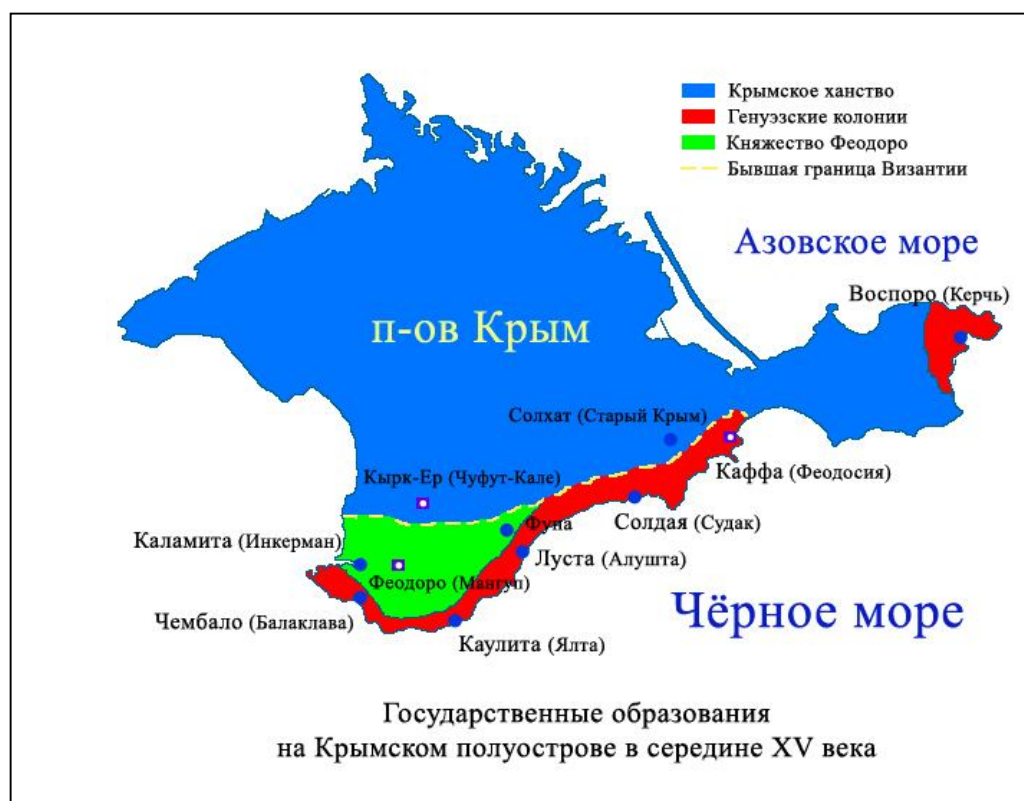 Крымское ханство
Генуэзские колонии
Княжество Феодоро
Бывшая граница Византии
Азовское море
Воспоро (Керчь)
п-ов Крым
Солхат (Старый Крым)
Каффа (Феодосия)
Кырк-Ер (Чуфут-Кале)
Солдая (Судак)
Фуна
Каламита (Инкерман)
Луста (Алушта)
Феодоро (Мангуп)
Чембало (Балаклава)
Чёрное море
Каулита (Ялта)
Государственные образования
на Крымском полуострове в середине XV века